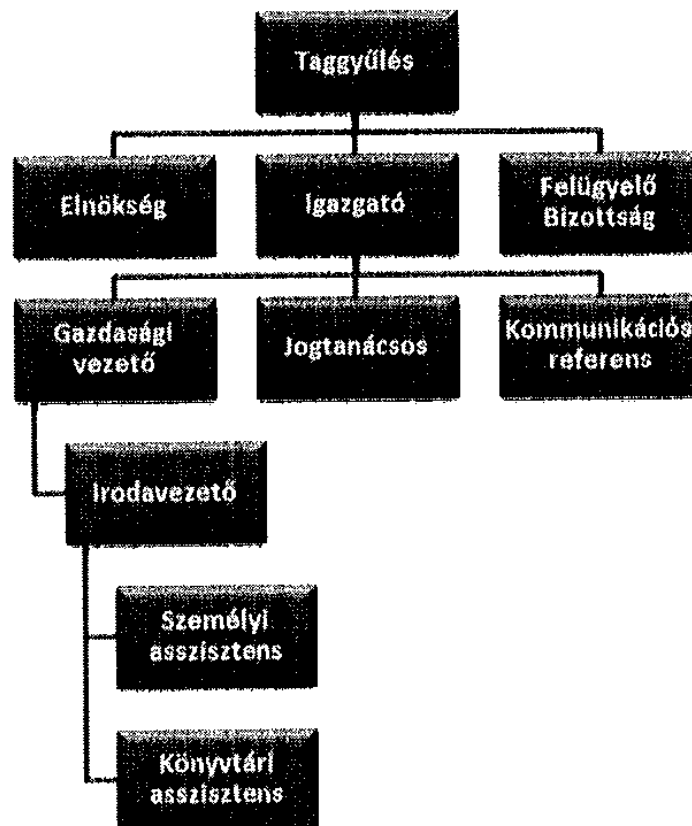 Taggyűlés
Elnökség
Igazgató
Felügyelő
Bizottság
Gazdasági
vezető
Jogtanácsos
Kommunikációs
referens
Irodavezető
Személyi
asszisztens
Könyvtári
asszisztens